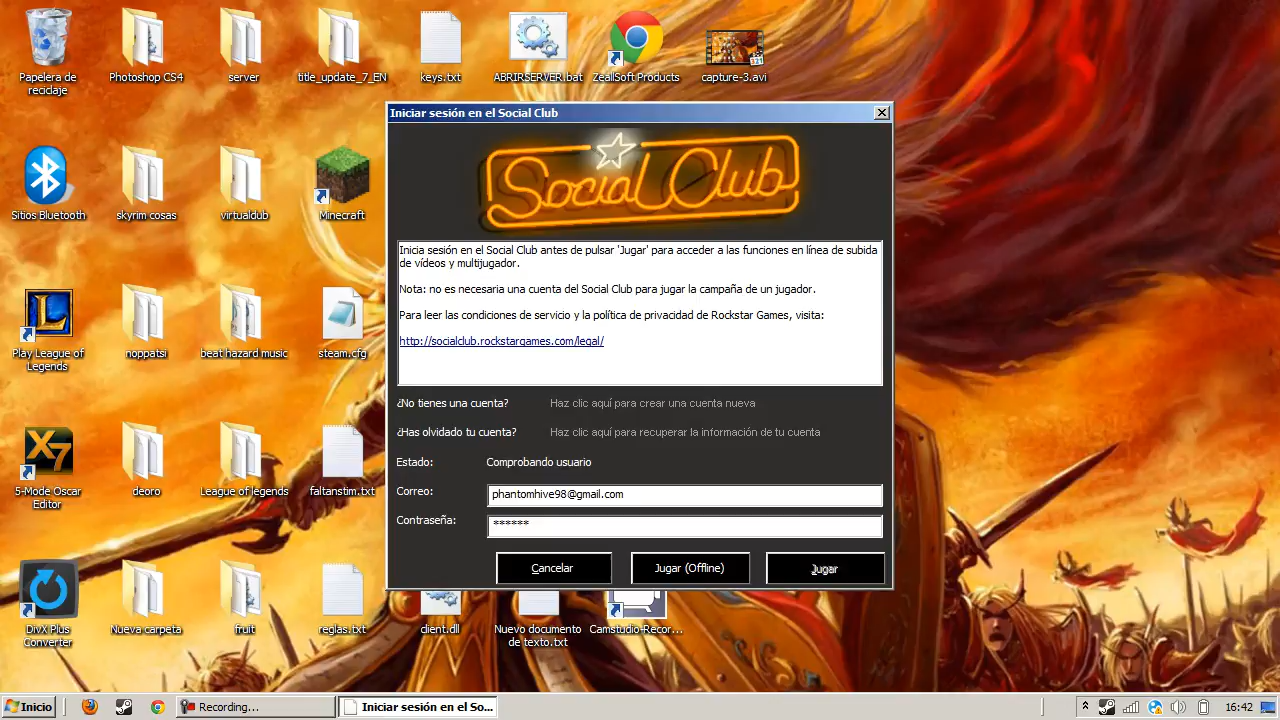 Papelera de
reciclaje
Photoshop CS4
server
title_update_7_EN
keys.txt
ABRIRSERVER.bat
ZeallSoft Products
321
capture-3.avi
Iniciar sesión en el Social Club
Social Club
Inicia sesión en el Social Club antes de pulsar 'Jugar' para acceder a las funciones en línea de subida
de vídeos y multijugador.
Nota: no es necesaria una cuenta del Social Club para jugar la campaña de un jugador.
Para leer las condiciones de servicio y la política de privacidad de Rockstar Games, visita:
http://socialclub.rockstargames.com/legal/
¿No tienes una cuenta? Haz clic aquí para crear una cuenta nueva
¿Has olvidado tu cuenta? Haz clic aquí para recuperar la información de tu cuenta
Estado: Comprobando usuario
Correo: phantomhive98@gmail.com
Contraseña: ******
Cancelar
Jugar (Offline)
Jugar
Sitios Bluetooth
skyrim cosas
virtualdub
Minecraft
L
Play League of
Legends
noppatsi
beat hazard music
steam.cfg
X7
5-Mode Oscar
Editor
deoro
League of legends
faltanstim.txt
DivX Plus
Converter
Nueva carpeta
fruit
reglas.txt
client.dll
Nuevo documento
de texto.txt
Camstudio-Recor...
Inicio
Recording...
Iniciar sesión en el So...
16:42